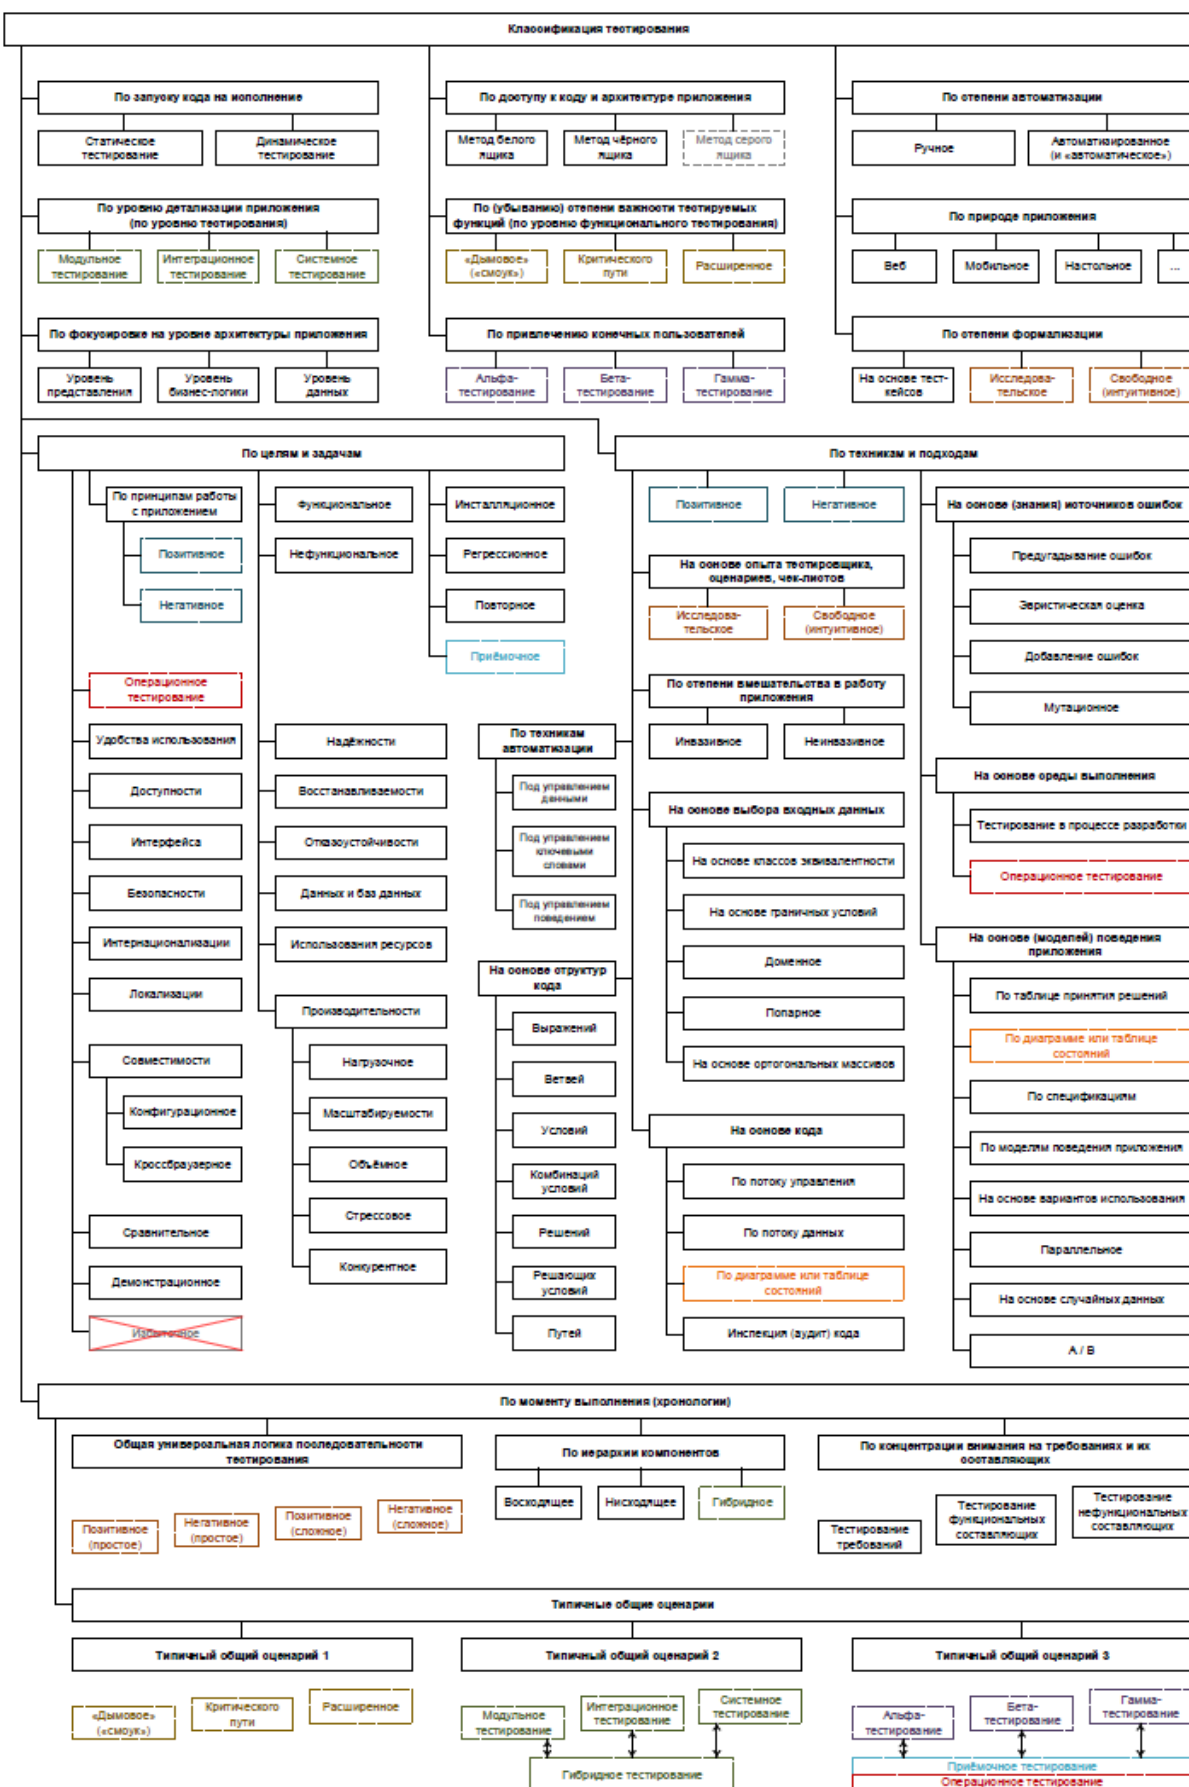 Классификация тестирования
По запуску кода на исполнение
Статическое
тестирование
Динамическое
тестирование
По доступу к коду и архитектуре приложения
Метод белого
ящика
Метод чёрного
ящика
Метод серого
ящика
По степени автоматизации
Ручное
Автоматизированное
(и «автоматическое»)
По уровню детализации приложения
(по уровню тестирования)
Модульное
тестирование
Интеграционное
тестирование
Системное
тестирование
По (убыванию) степени важности тестируемых
функций (по уровню функционального тестирования)
«Дымовое»
(«смоук»)
Критического
пути
Расширенное
По природе приложения
Веб
Мобильное
Настольное
...
По фокусировке на уровне архитектуры приложения
Уровень
представления
Уровень
бизнес-логики
Уровень
данных
По привлечению конечных пользователей
Альфа-
тестирование
Бета-
тестирование
Гамма-
тестирование
По степени формализации
На основе тест-
кейсов
Исследова-
тельское
Свободное
(интуитивное)
По целям и задачам
По принципам работы
с приложением
Позитивное
Негативное
Операционное
тестирование
Удобства использования
Доступности
Интерфейса
Безопасности
Интернационализации
Локализации
Совместимости
Конфигурационное
Кроссбраузерное
Сравнительное
Демонстрационное
Избыточное
Функциональное
Нефункциональное
Надёжности
Восстанавливаемости
Отказоустойчивости
Данных и баз данных
Использования ресурсов
Производительности
Нагрузочное
Масштабируемости
Объёмное
Стрессовое
Конкурентное
Инсталляционное
Регрессионное
Повторное
Приёмочное
По техникам и подходам
Позитивное
Негативное
На основе опыта тестировщика,
сценариев, чек-листов
Исследова-
тельское
Свободное
(интуитивное)
По степени вмешательства в работу
приложения
Инвазивное
Неинвазивное
По техникам
автоматизации
Под управлением
данными
Под управлением
ключевыми
словами
Под управлением
поведением
На основе структур
кода
Выражений
Ветвей
Условий
Комбинаций
условий
Решений
Решающих
условий
Путей
На основе выбора входных данных
На основе классов эквивалентности
На основе граничных условий
Доменное
Попарное
На основе ортогональных массивов
На основе кода
По потоку управления
По потоку данных
По диаграмме или таблице
состояний
Инспекция (аудит) кода
На основе (знания) источников ошибок
Предугадывание ошибок
Эвристическая оценка
Добавление ошибок
Мутационное
На основе среды выполнения
Тестирование в процессе разработки
Операционное тестирование
На основе (моделей) поведения
приложения
По таблице принятия решений
По диаграмме или таблице
состояний
По спецификациям
По моделям поведения приложения
На основе вариантов использования
Параллельное
На основе случайных данных
A / B
По моменту выполнения (хронологии)
Общая универсальная логика последовательности
тестирования
Позитивное
(простое)
Негативное
(простое)
Позитивное
(сложное)
Негативное
(сложное)
По иерархии компонентов
Восходящее
Нисходящее
Гибридное
По концентрации внимания на требованиях и их
составляющих
Тестирование
требований
Тестирование
функциональных
составляющих
Тестирование
нефункциональных
составляющих
Типичные общие сценарии
Типичный общий сценарий 1
«Дымовое»
(«смоук»)
Критического
пути
Расширенное
Типичный общий сценарий 2
Модульное
тестирование
Интеграционное
тестирование
Системное
тестирование
Гибридное тестирование
Типичный общий сценарий 3
Альфа-
тестирование
Бета-
тестирование
Гамма-
тестирование
Приёмочное тестирование
Операционное тестирование